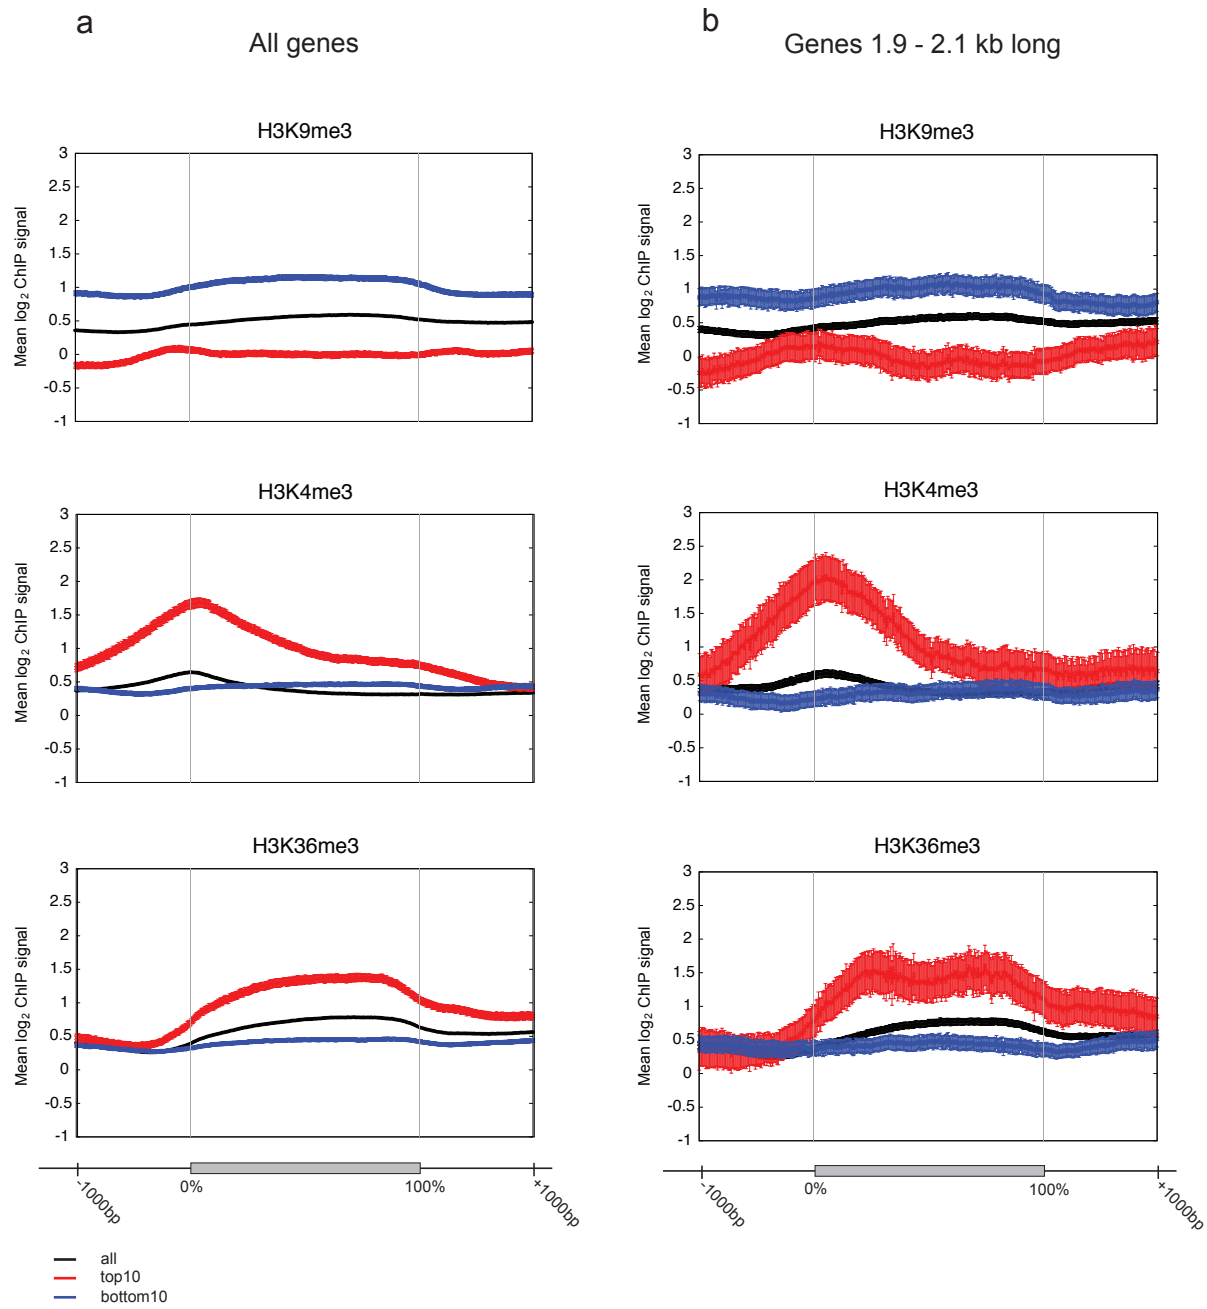 a
All genes
b
Genes 1.9 - 2.1 kb long
H3K9me3
3
2.5
2
1.5
1
0.5
0
-0.5
-1
Mean log₂ ChIP signal
H3K9me3
3
2.5
2
1.5
1
0.5
0
-0.5
-1
Mean log₂ ChIP signal
H3K4me3
3
2.5
2
1.5
1
0.5
0
-0.5
-1
Mean log₂ ChIP signal
H3K4me3
3
2.5
2
1.5
1
0.5
0
-0.5
-1
Mean log₂ ChIP signal
H3K36me3
3
2.5
2
1.5
1
0.5
0
-0.5
-1
Mean log₂ ChIP signal
H3K36me3
3
2.5
2
1.5
1
0.5
0
-0.5
-1
Mean log₂ ChIP signal
-1000bp
0%
100%
+1000bp
-1000bp
0%
100%
+1000bp
all
top10
bottom10